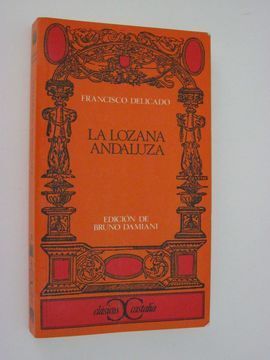 FRANCISCO DELICADO
LA LOZANA
ANDALUZA
EDICIÓN DE
BRUNO DAMIANI
clásicos castalia